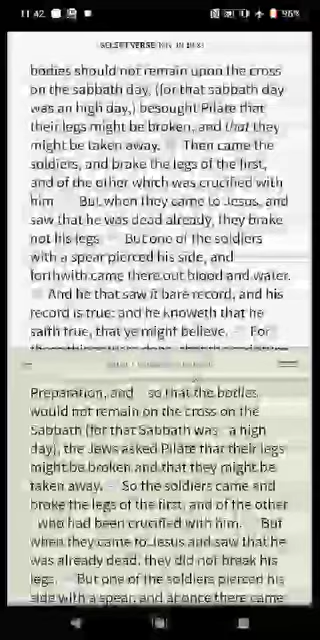 11:42
96%
bodies should not remain upon the cross
on the sabbath day, (for that sabbath day
was an high day,) besought Pilate that
their legs might be broken, and that they
might be taken away. Then came the
soldiers, and brake the legs of the first,
and of the other which was crucified with
him But when they came to Jesus, and
saw that he was dead already, they brake
not his legs But one of the soldiers
with a spear pierced his side, and
forthwith came there out blood and water.
And he that saw it bare record, and his
record is true: and he knoweth that he
saith true, that ye might believe. For
Preparation, and so that the bodies
would not remain on the cross on the
Sabbath (for that Sabbath was a high
day), the Jews asked Pilate that their legs
might be broken and that they might be
taken away. So the soldiers came and
broke the legs of the first, and of the other
who had been crucified with him. But
when they came to Jesus and saw that he
was already dead, they did not break his
legs. But one of the soldiers pierced his
side with a spear, and at once there came